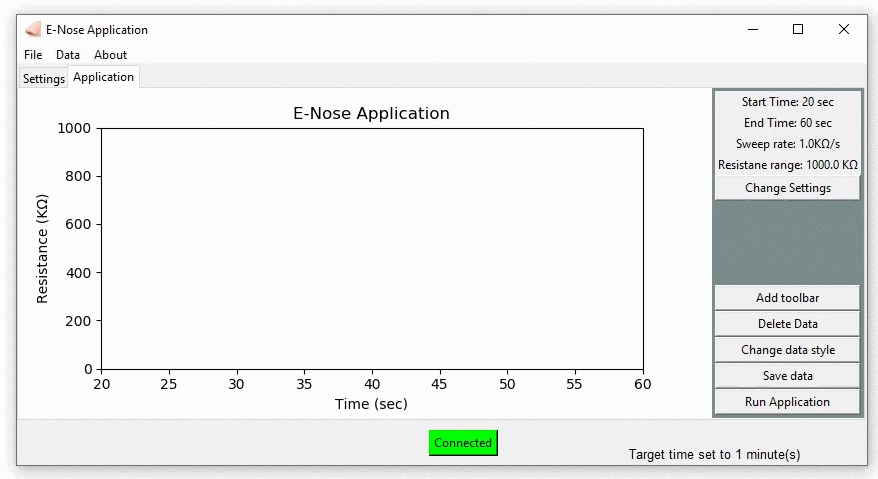 E-Nose Application
File Data About
Settings Application
E-Nose Application
1000
800
600
400
200
0
Resistance (KΩ)
20 25 30 35 40 45 50 55 60
Time (sec)
Start Time: 20 sec
End Time: 60 sec
Sweep rate: 1.0KΩ/s
Resistane range: 1000.0 KΩ
Change Settings
Add toolbar
Delete Data
Change data style
Save data
Run Application
Connected
Target time set to 1 minute(s)